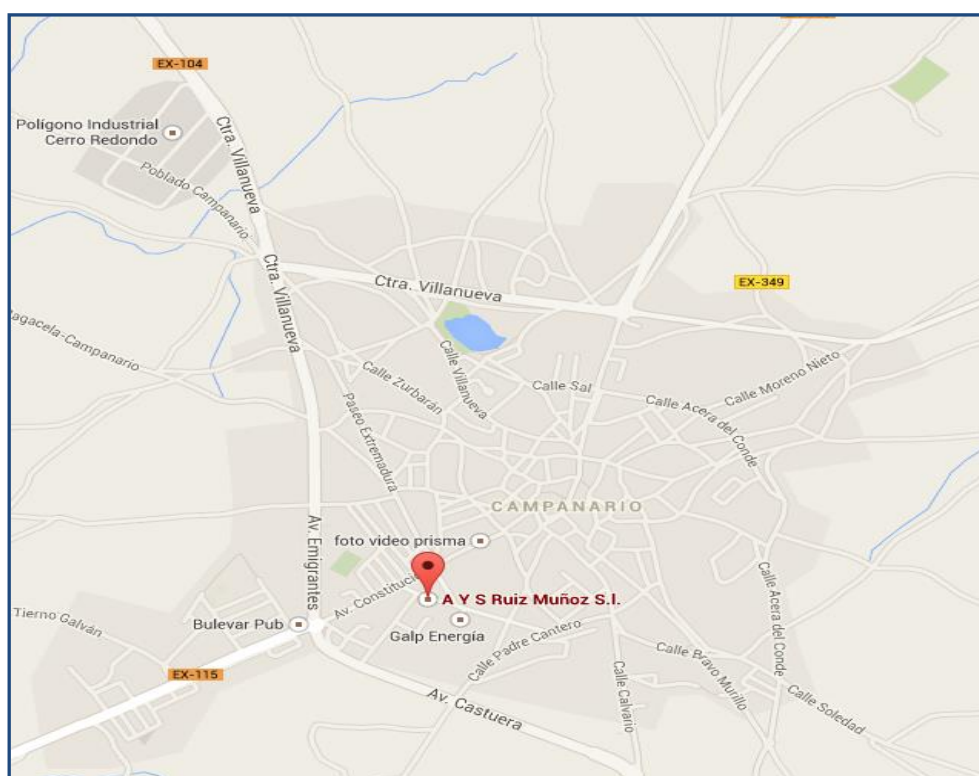 EX-104
Polígono Industrial
Cerro Redondo
Poblado Campanario
Ctra. Villanueva
Ctra. Villanueva
Ctra. Villanueva
EX-349
agacela-Campanario
Calle Zurbarán
Calle Villanueva
Calle Sal
Calle Moreno Nieto
Calle Acera del Conde
Paseo Extremadura
CAMPANARIO
foto video prisma
Av. Emigrantes
Av. Constitució
A Y S Ruiz Muñoz S.l.
Galp Energía
Bulevar Pub
Tierno Galván
EX-115
Calle Padre Cantero
Av. Castuera
Calle Calvario
Calle Bravo Murillo
Calle Acera del Conde
Calle Soledad